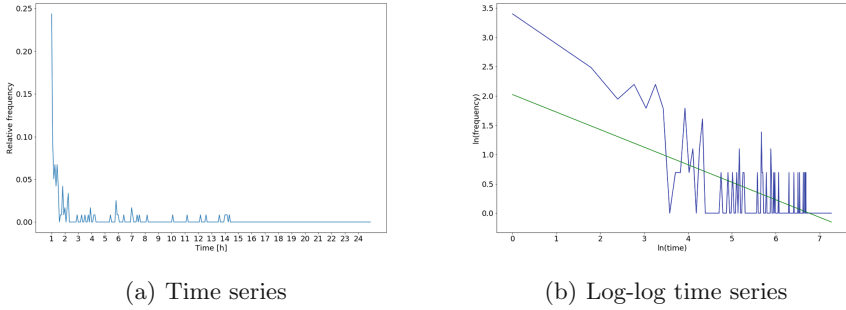 0.25
0.20
0.15
0.10
0.05
0.00
Relative frequency
1 2 3 4 5 6 7 8 9 10 11 12 13 14 15 16 17 18 19 20 21 22 23 24
Time [h]
(a) Time series
3.5
3.0
2.5
2.0
1.5
1.0
0.5
0.0
ln(frequency)
0 1 2 3 4 5 6 7
ln(time)
(b) Log-log time series